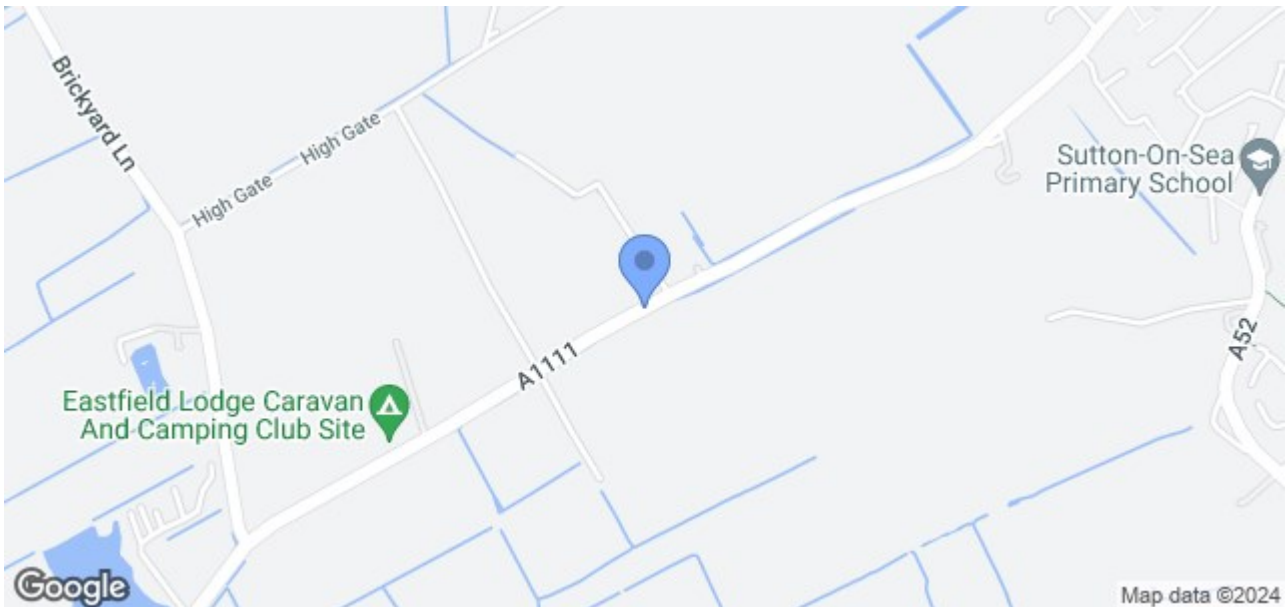 Brickyard Ln
High Gate
High Gate
Sutton-On-Sea
Primary School
A1111
A52
Eastfield Lodge Caravan
And Camping Club Site
Google
Map data ©2024